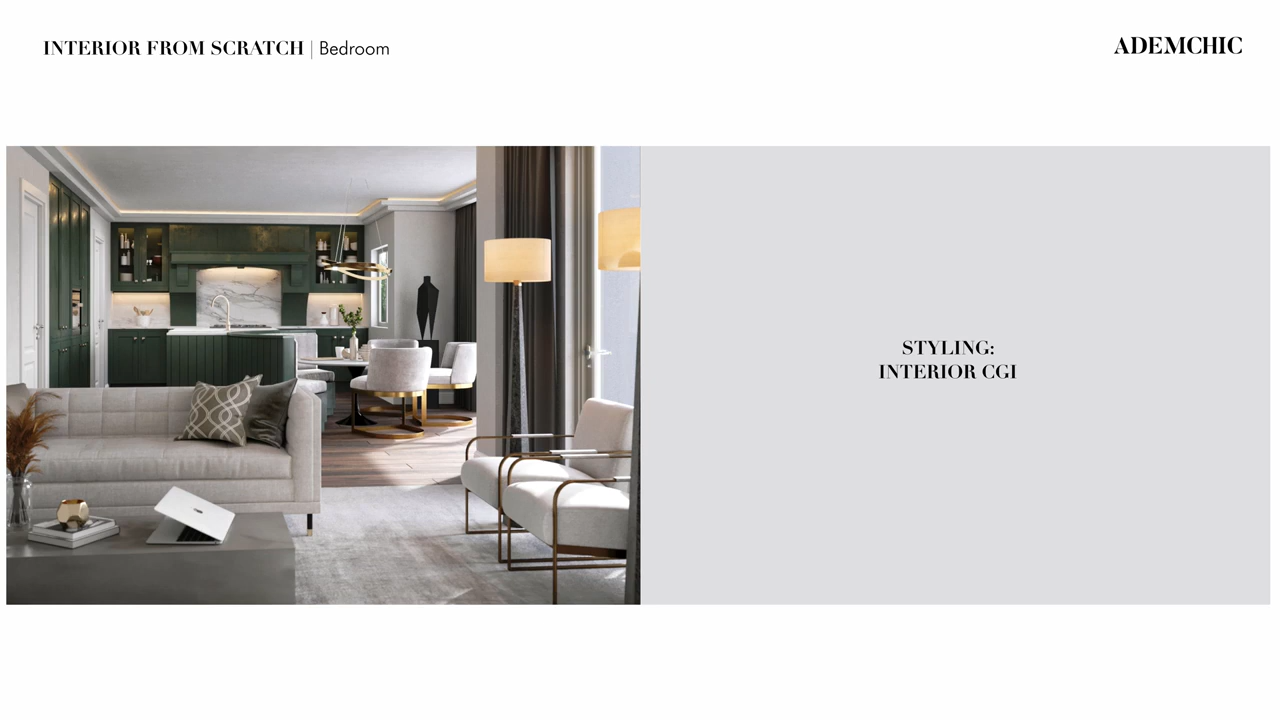 INTERIOR FROM SCRATCH | Bedroom
ADEMCHIC
STYLING:
INTERIOR CGI